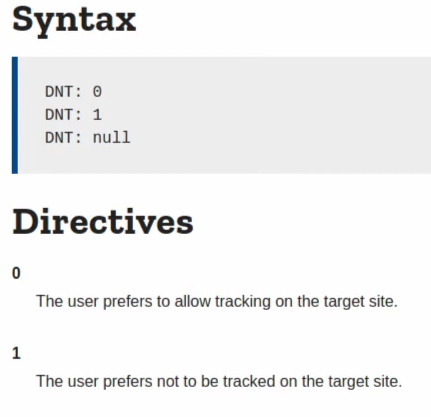 Syntax
DNT: 0
DNT: 1
DNT: null
Directives
0
The user prefers to allow tracking on the target site.
1
The user prefers not to be tracked on the target site.